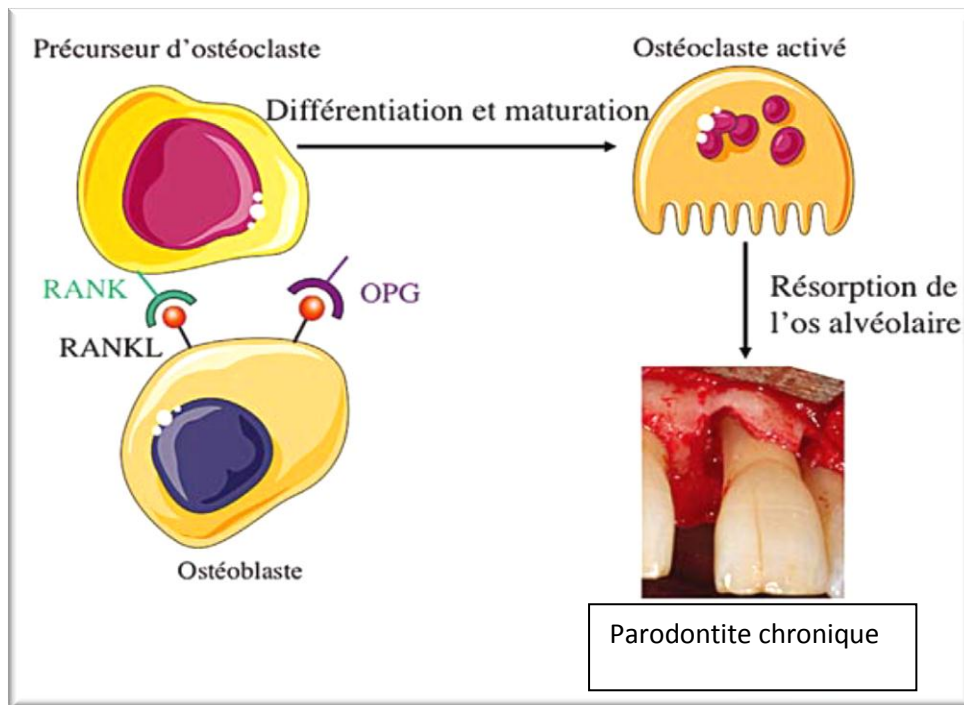 Précurseur d'ostéoclaste
Ostéoclaste activé
Différentiation et maturation
RANK
OPG
RANKL
Résorption de
l'os alvéolaire
Ostéoblaste
Parodontite chronique